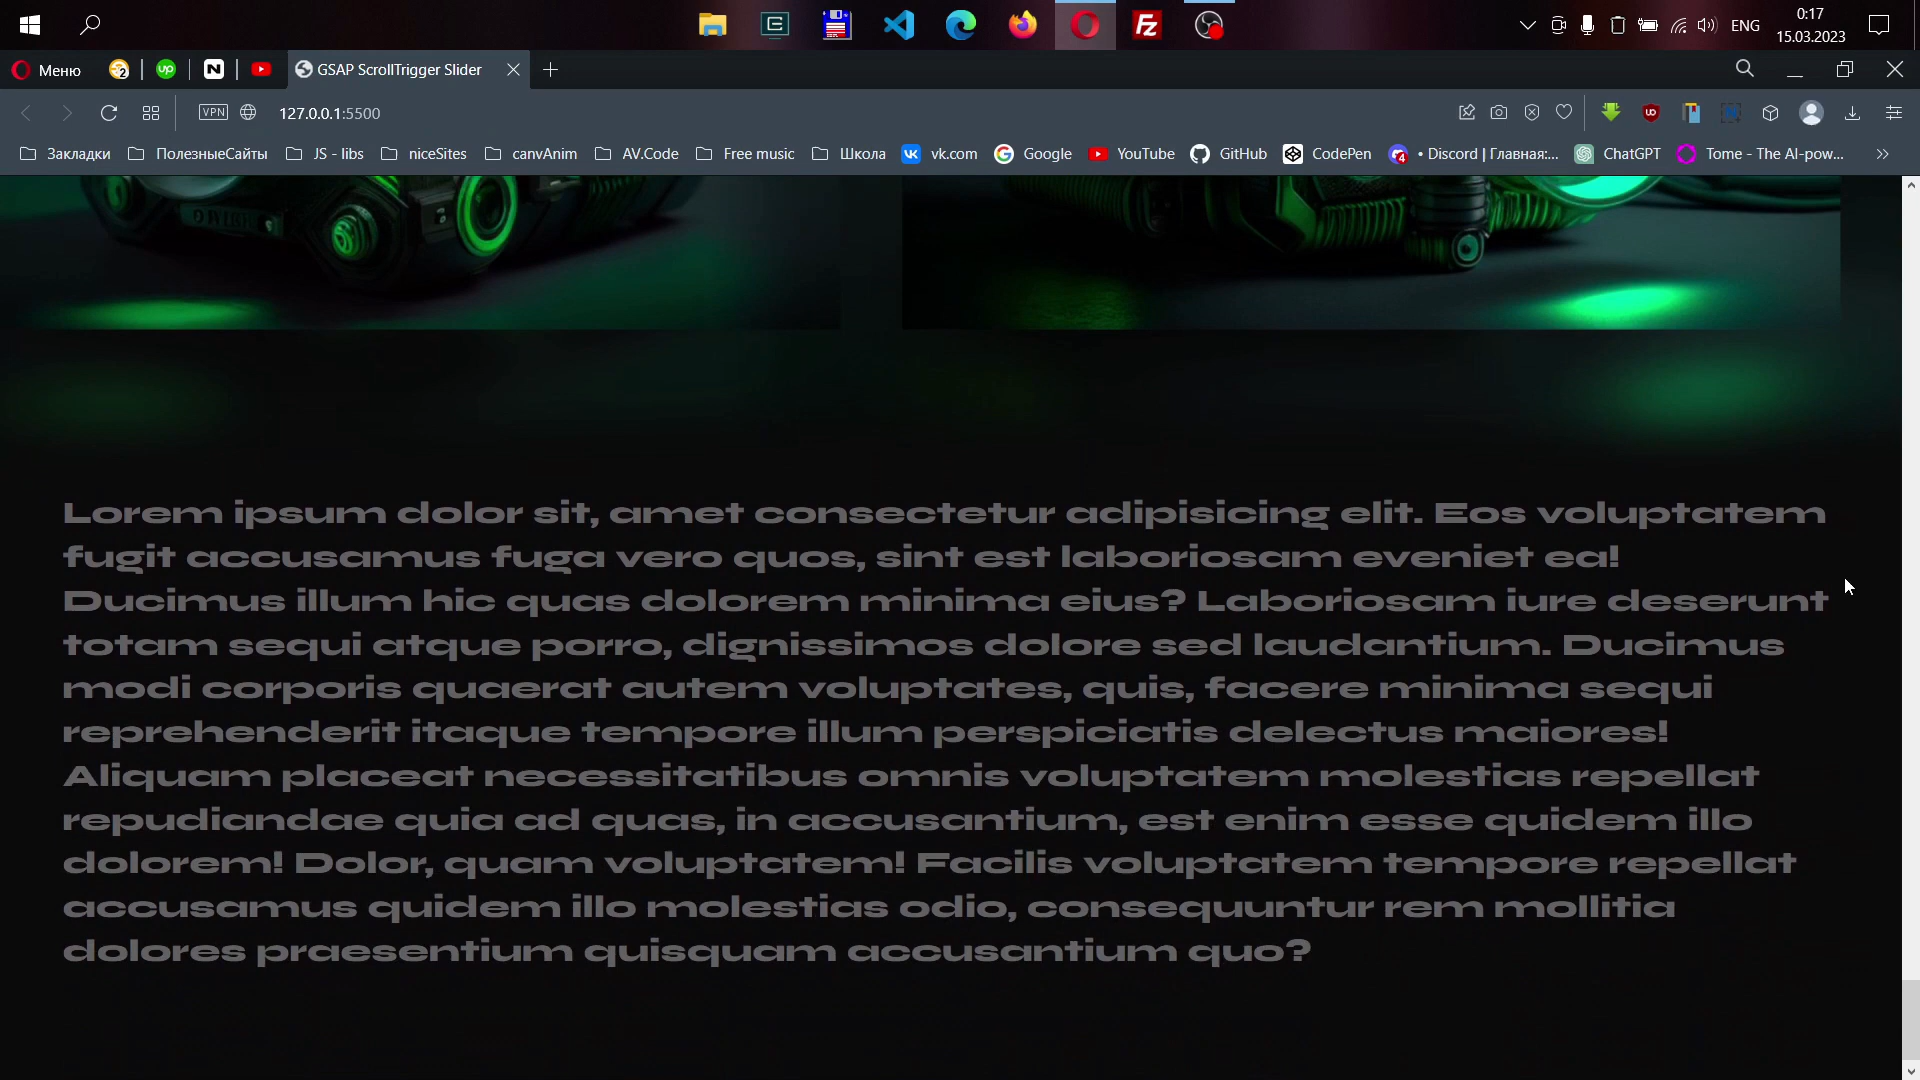 ENG
0:17
15.03.2023
Меню
GSAP ScrollTrigger Slider
VPN
127.0.0.1:5500
Закладки
ПолезныеСайты
JS - libs
niceSites
canvAnim
AV.Code
Free music
Школа
vk.com
Google
YouTube
GitHub
CodePen
• Discord | Главная:...
ChatGPT
Tome - The AI-pow...
Lorem ipsum dolor sit, amet consectetur adipisicing elit. Eos voluptatem
fugit accusamus fuga vero quos, sint est laboriosam eveniet ea!
Ducimus illum hic quas dolorem minima eius? Laboriosam iure deserunt
totam sequi atque porro, dignissimos dolore sed laudantium. Ducimus
modi corporis quaerat autem voluptates, quis, facere minima sequi
reprehenderit itaque tempore illum perspiciatis delectus maiores!
Aliquam placeat necessitatibus omnis voluptatem molestias repellat
repudiandae quia ad quas, in accusantium, est enim esse quidem illo
dolorem! Dolor, quam voluptatem! Facilis voluptatem tempore repellat
accusamus quidem illo molestias odio, consequuntur rem mollitia
dolores praesentium quisquam accusantium quo?